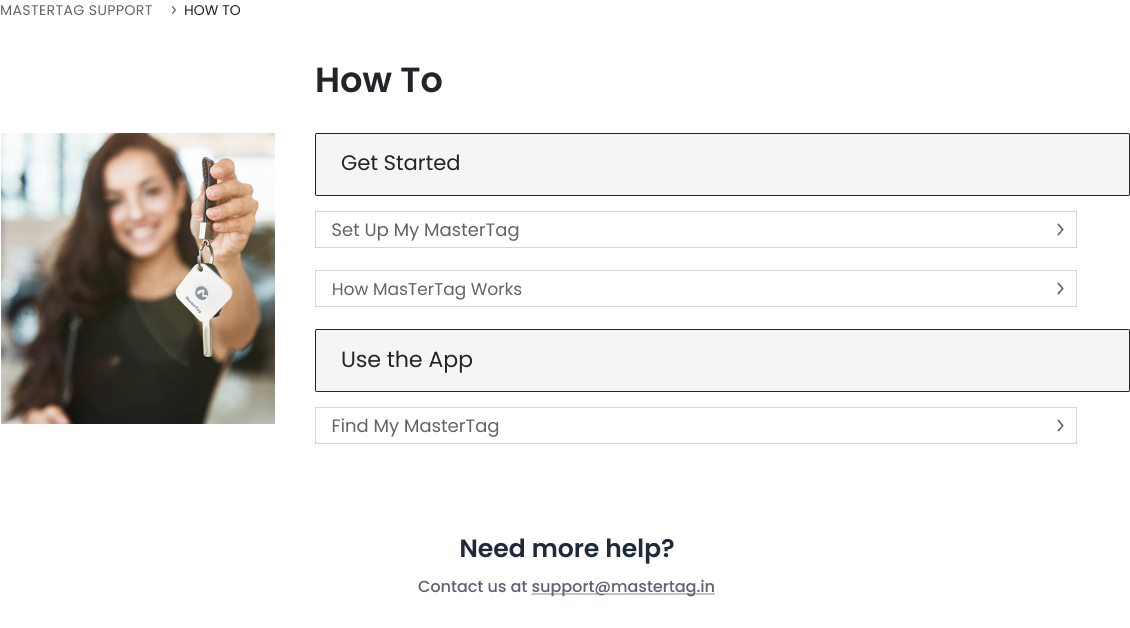 MASTERTAG SUPPORT > HOW TO
How To
Get Started
Set Up My MasterTag
How MasTerTag Works
Use the App
Find My MasterTag
MasterTag
Need more help?
Contact us at support@mastertag.in